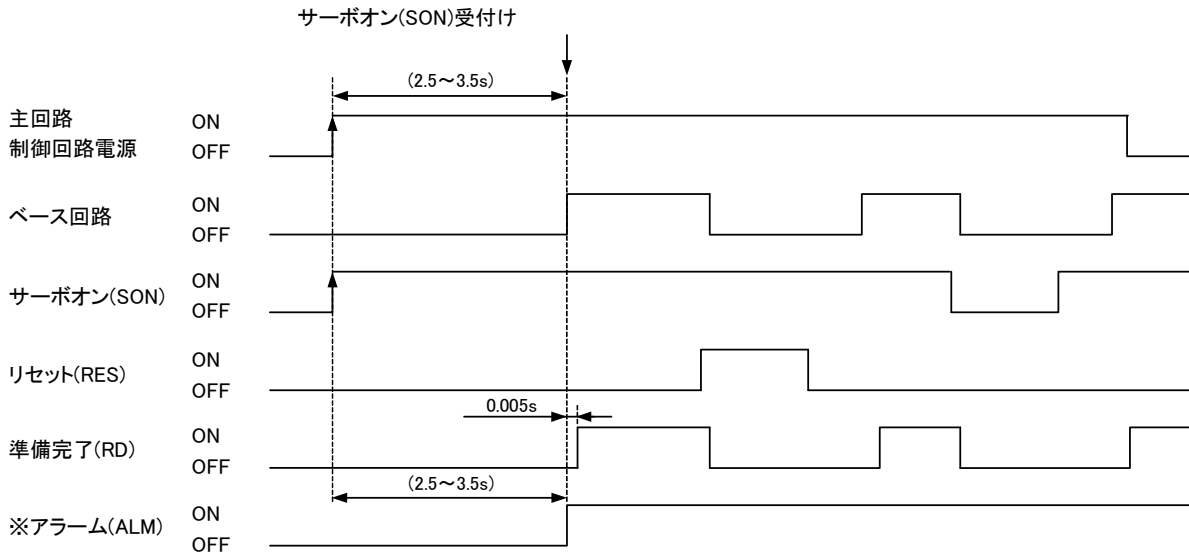 サーボオン(SON)受付け
(2.5～3.5s)
主回路
制御回路電源
ON
OFF
ベース回路
ON
OFF
サーボオン(SON)
ON
OFF
リセット(RES)
ON
OFF
0.005s
準備完了(RD)
ON
OFF
(2.5～3.5s)
※アラーム(ALM)
ON
OFF